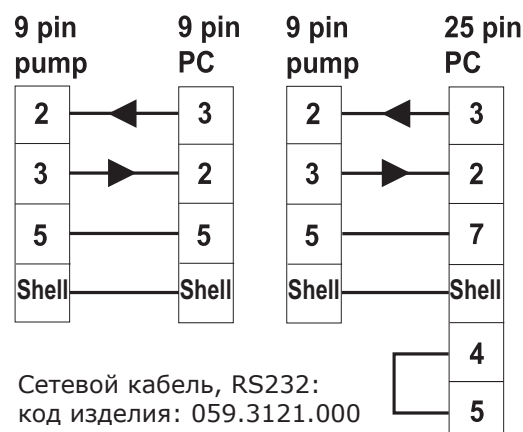 9 pin 9 pin 9 pin 25 pin
pump PC pump PC
2 3 2 3
3 2 3 2
5 5 5 7
Shell Shell Shell Shell
4
5
Сетевой кабель, RS232:
код изделия: 059.3121.000